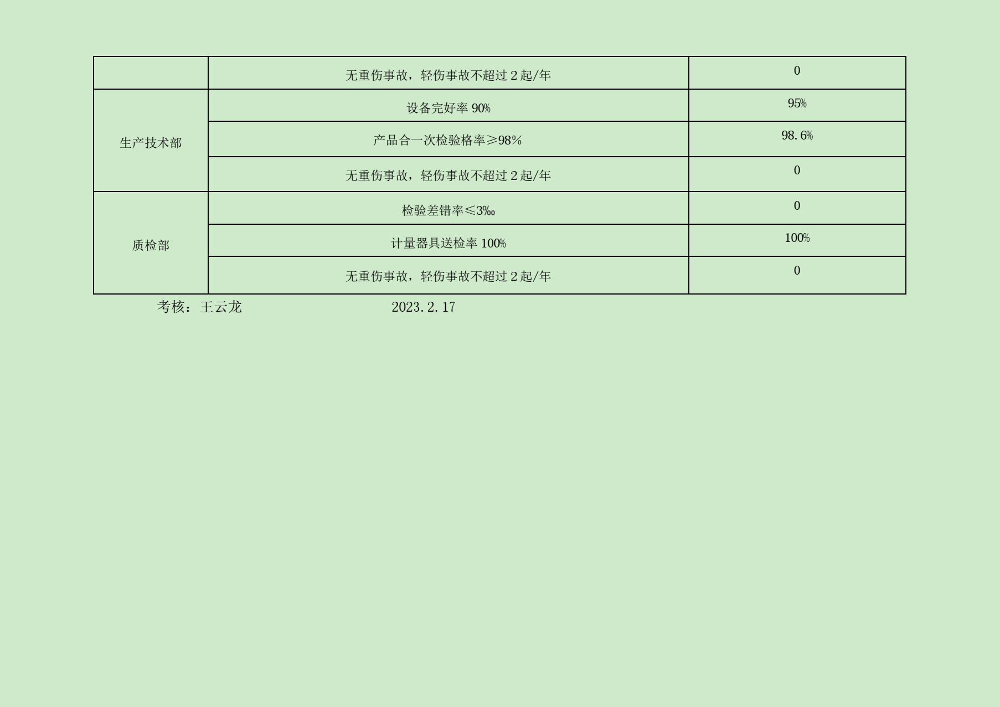 无重伤事故，轻伤事故不超过 2 起/年 0
生产技术部
设备完好率 90% 95%
产品合一次检验格率≥98% 98.6%
无重伤事故，轻伤事故不超过 2 起/年 0
质检部
检验差错率≤3‰ 0
计量器具送检率 100% 100%
无重伤事故，轻伤事故不超过 2 起/年 0
考核：王云龙 2023.2.17